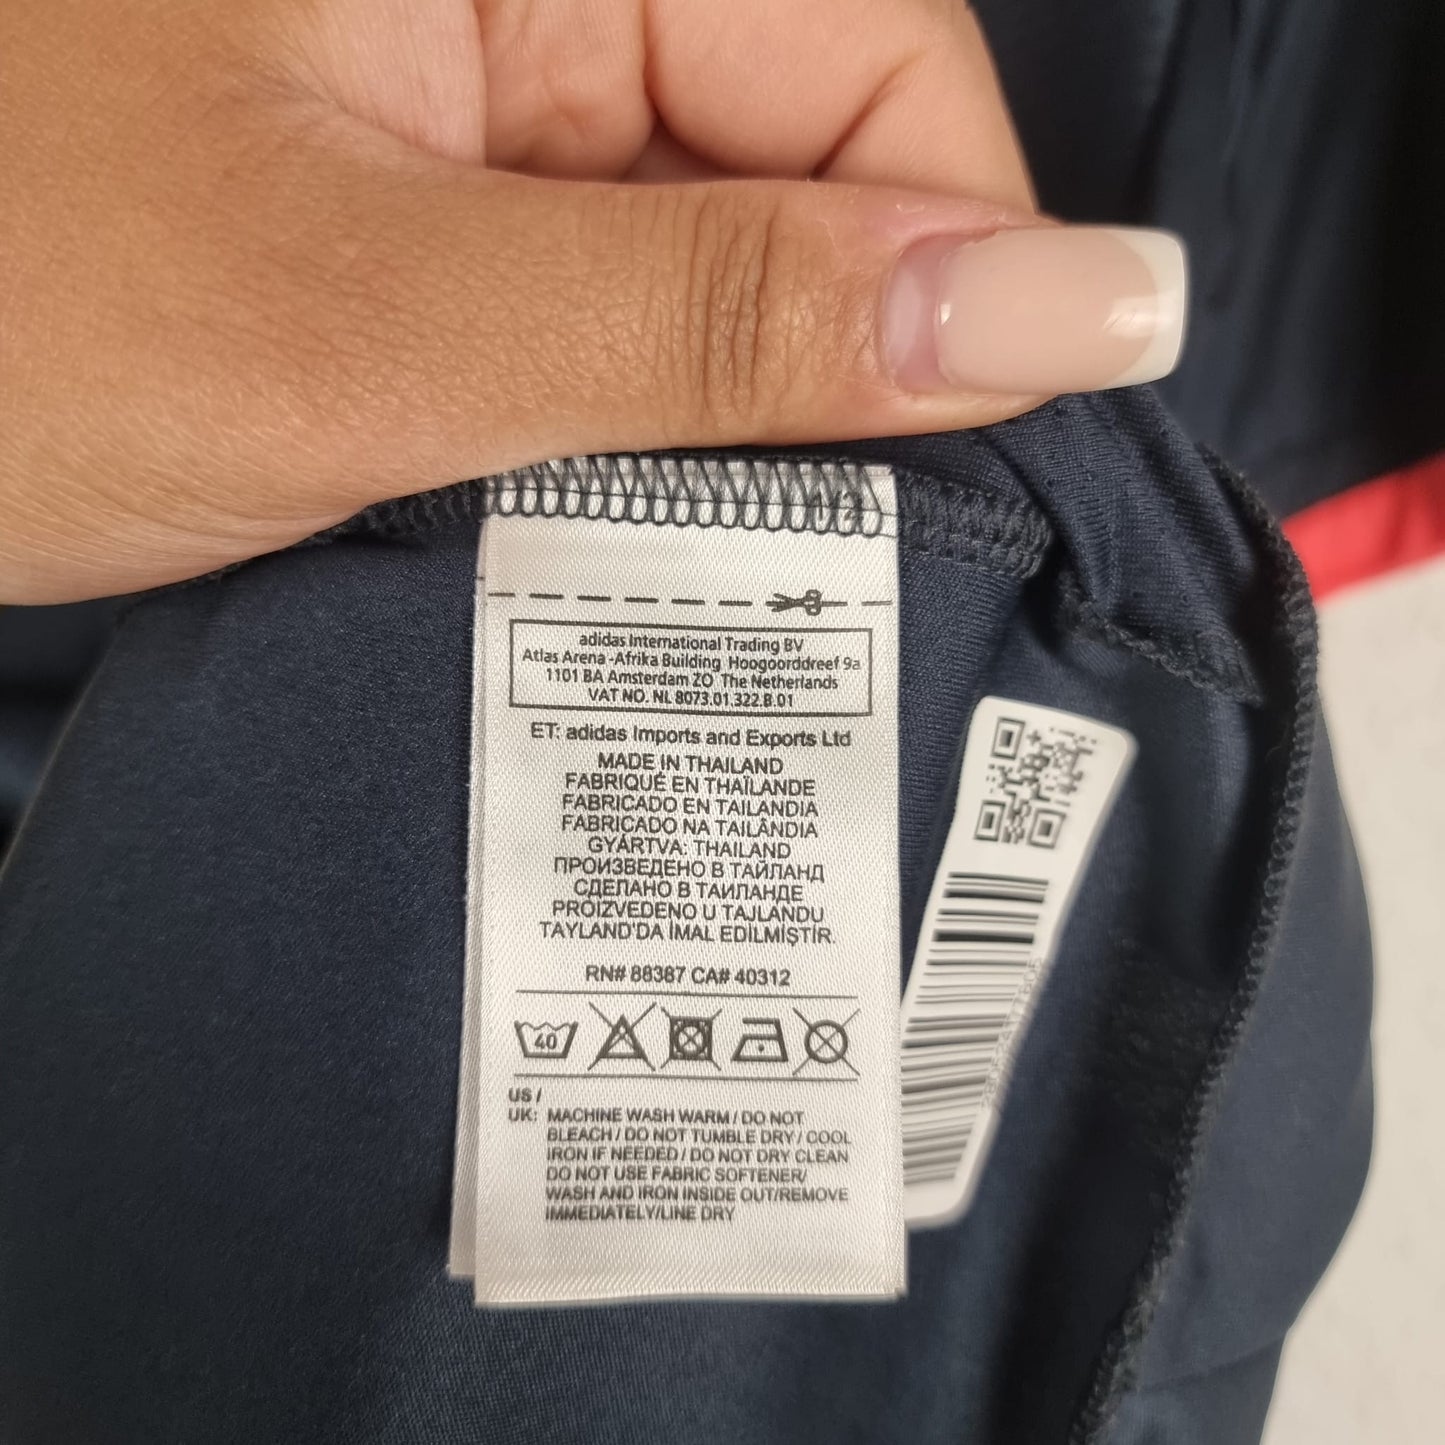 1/2
adidas International Trading BV
Atlas Arena -Afrika Building Hoogoorddreef 9a
1101 BA Amsterdam ZO The Netherlands
VAT NO. NL 8073.01.322.B.01
ET: adidas Imports and Exports Ltd
MADE IN THAILAND
FABRIQUÉ EN THAÏLANDE
FABRICADO EN TAILANDIA
FABRICADO NA TAILÂNDIA
GYÁRTVA: THAILAND
ПРОИЗВЕДЕНО В ТАЙЛАНД
СДЕЛАНО В ТАИЛАНДЕ
PROIZVEDENO U TAJLANDU
TAYLAND'DA İMAL EDİLMİŞTİR.
RN# 88387 CA# 40312
40
US /
UK: MACHINE WASH WARM / DO NOT
BLEACH / DO NOT TUMBLE DRY / COOL
IRON IF NEEDED / DO NOT DRY CLEAN
DO NOT USE FABRIC SOFTENER/
WASH AND IRON INSIDE OUT/REMOVE
IMMEDIATELY/LINE DRY